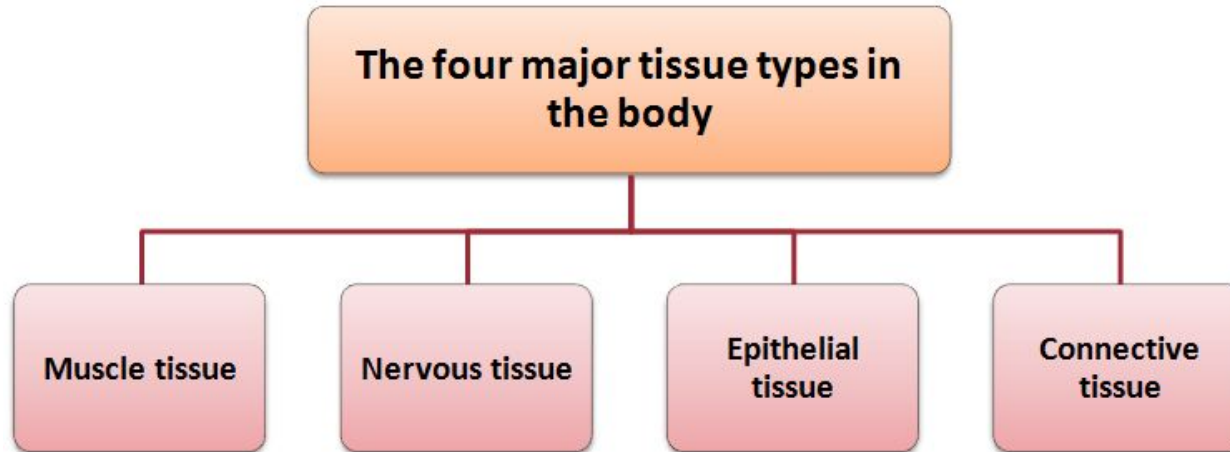 The four major tissue types in
the body
Muscle tissue
Nervous tissue
Epithelial
tissue
Connective
tissue